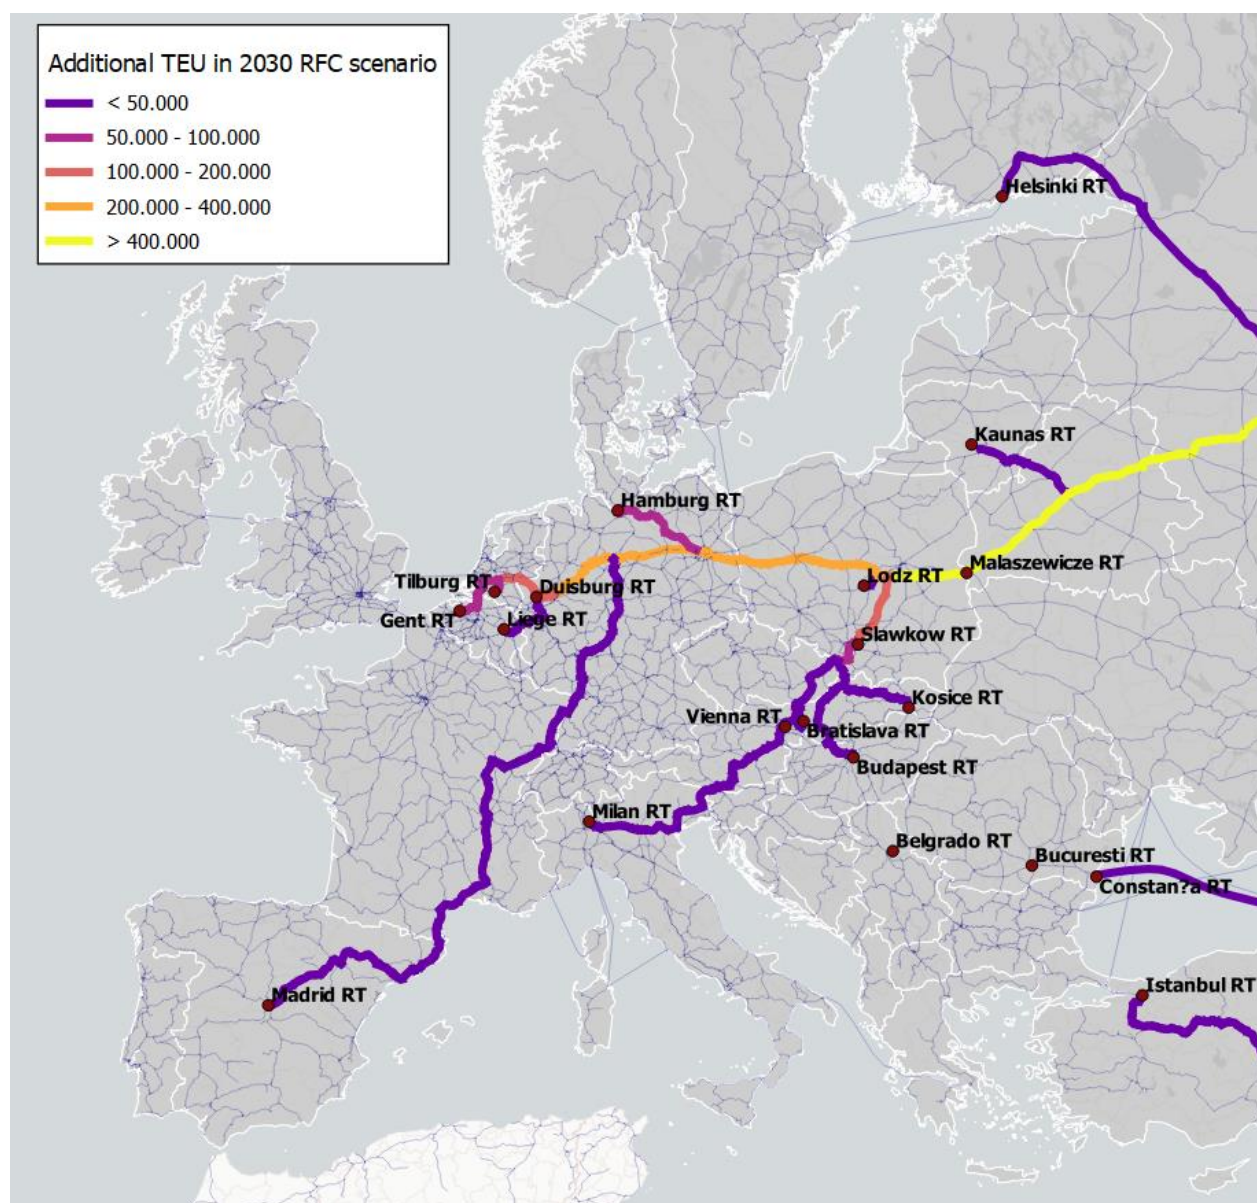 Additional TEU in 2030 RFC scenario
< 50.000
50.000 - 100.000
100.000 - 200.000
200.000 - 400.000
> 400.000
Helsinki RT
Kaunas RT
Hamburg RT
Malaszewicze RT
Lodz RT
Tilburg RT
Duisburg RT
Gent RT
Liege RT
Slawkow RT
Kosice RT
Vienna RT
Bratislava RT
Budapest RT
Milan RT
Belgrado RT
Bucuresti RT
Constan?a RT
Madrid RT
Istanbul RT